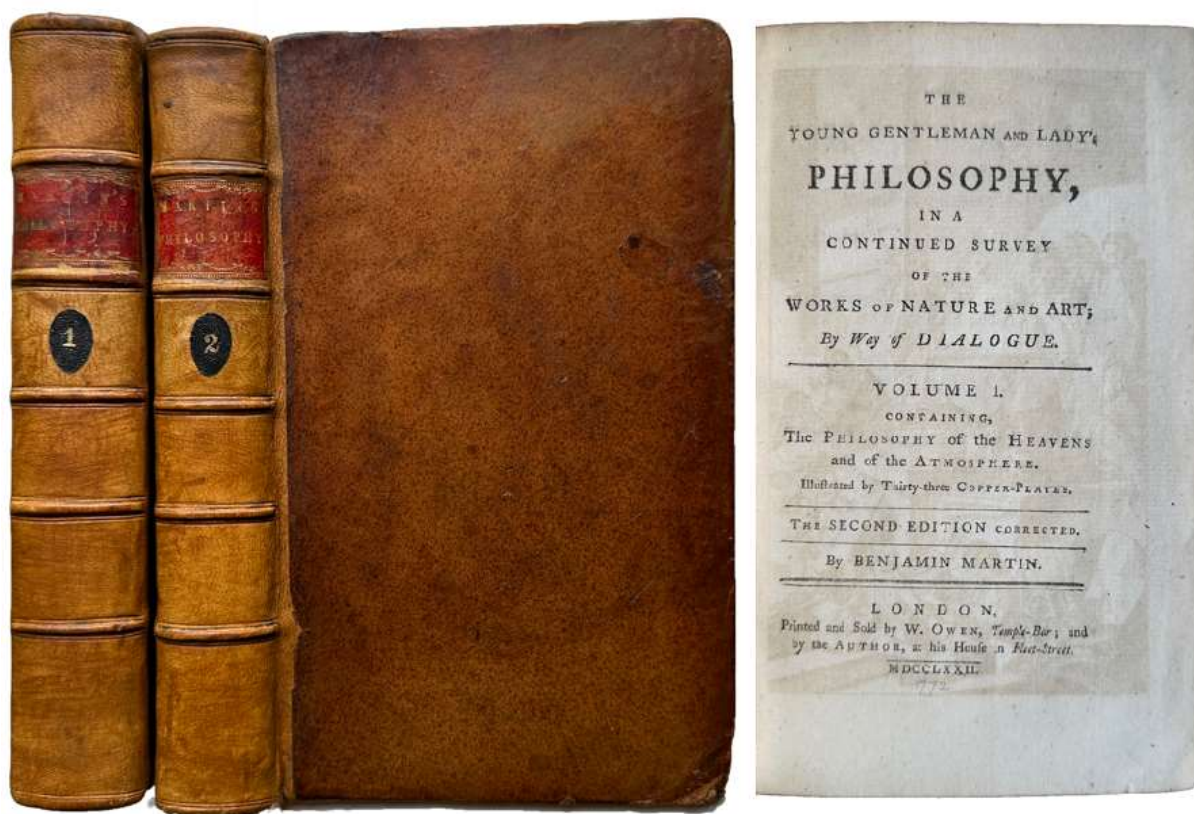 1
MARTIN'S
PHILOSOPHY
2
THE
YOUNG GENTLEMAN AND LADY's
PHILOSOPHY,
IN A
CONTINUED SURVEY
OF THE
WORKS OF NATURE AND ART;
By Way of DIALOGUE.
VOLUME I.
CONTAINING,
The PHILOSOPHY of the HEAVENS
and of the ATMOSPHERE.
Illustrated by Thirty-three COPPER-PLATES.
THE SECOND EDITION CORRECTED.
By BENJAMIN MARTIN.
LONDON,
Printed and Sold by W. OWEN, Temple-Bar; and
by the AUTHOR, at his House in Fleet-Street.
MDCCLXXII.
1772